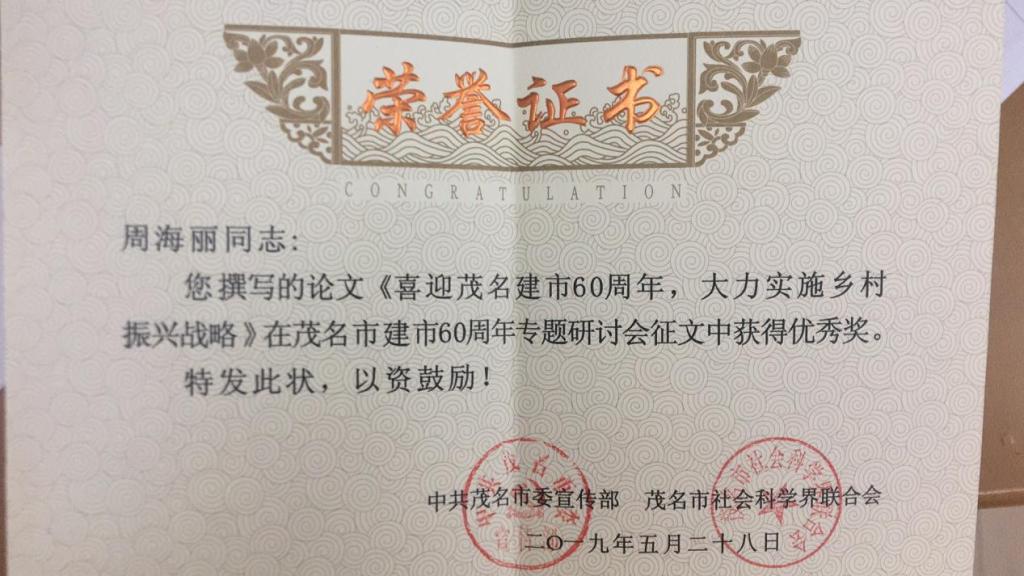 荣誉证书
CONGRATULATION
周海丽同志:
您撰写的论文《喜迎茂名建市60周年，大力实施乡村
振兴战略》在茂名市建市60周年专题研讨会征文中获得优秀奖。
特发此状，以资鼓励！
中共茂名市委宣传部 茂名市社会科学界联合会
二〇一九年五月二十八日